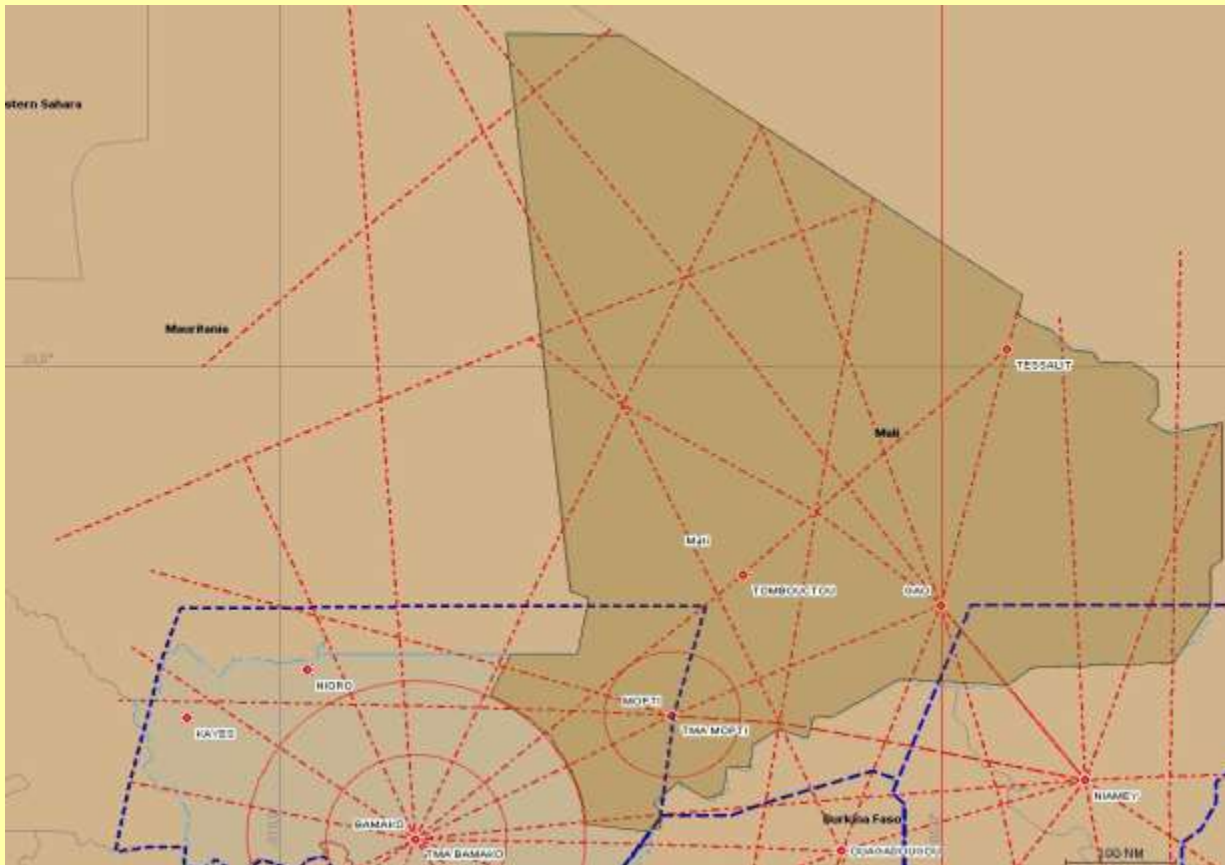 stern Sahara
Mauritania
TESSALIT
Mali
Mali
TOMBOUCTOU
GAO
NIORO
MOPTI
KAYES
TMA MOPTI
NIAMEY
BAMAKO
Burkina Faso
TMA BAMAKO
OUAGADOUGOU
100 NM